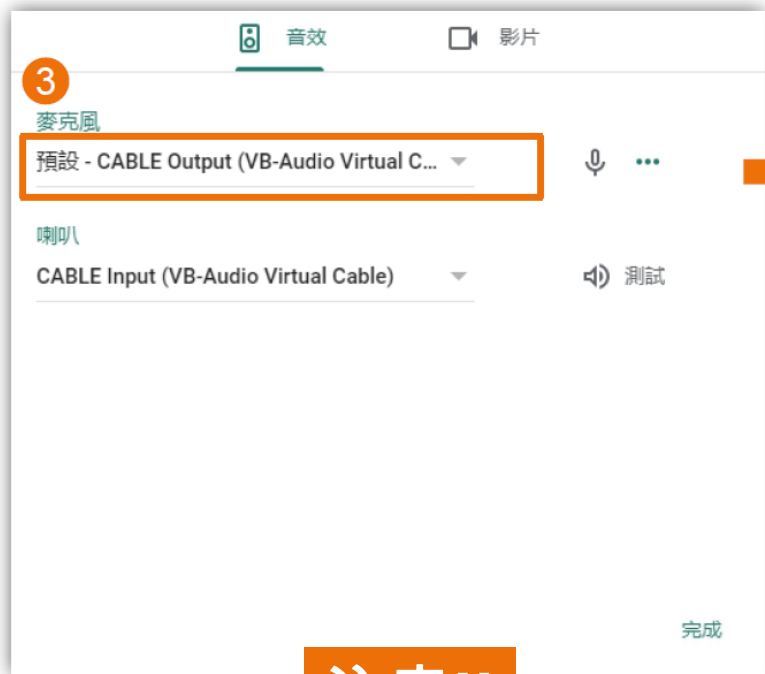 音效
影片
3
麥克風
預設 - CABLE Output (VB-Audio Virtual C...
喇叭
CABLE Input (VB-Audio Virtual Cable)
測試
完成